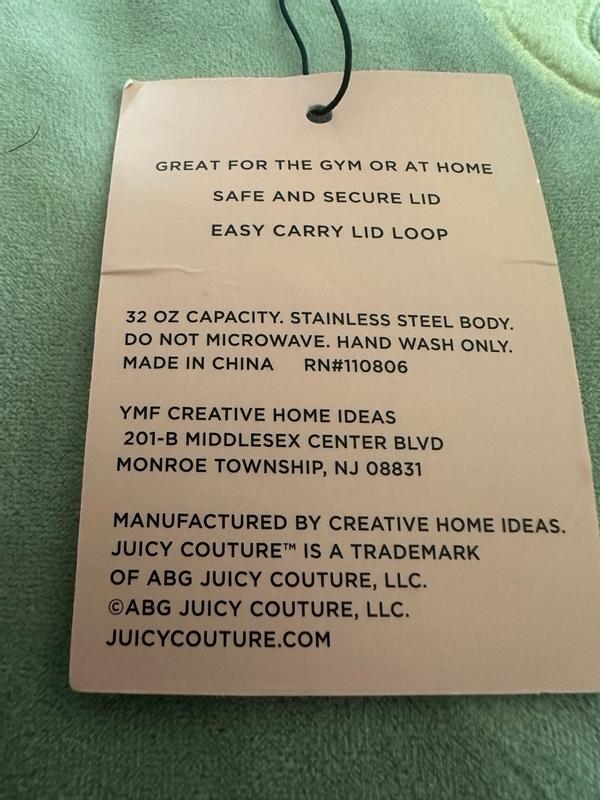 GREAT FOR THE GYM OR AT HOME
SAFE AND SECURE LID
EASY CARRY LID LOOP
32 OZ CAPACITY. STAINLESS STEEL BODY.
DO NOT MICROWAVE. HAND WASH ONLY.
MADE IN CHINA RN#110806
YMF CREATIVE HOME IDEAS
201-B MIDDLESEX CENTER BLVD
MONROE TOWNSHIP, NJ 08831
MANUFACTURED BY CREATIVE HOME IDEAS.
JUICY COUTURE™ IS A TRADEMARK
OF ABG JUICY COUTURE, LLC.
©ABG JUICY COUTURE, LLC.
JUICYCOUTURE.COM